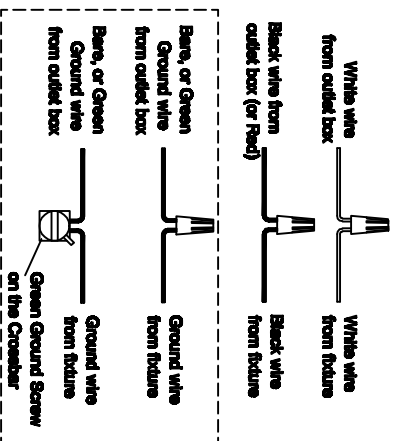 White wire
from outlet box
White wire
from fixture
Black wire from
outlet box (or Red)
Black wire
from fixture
Bare, or Green
Ground wire
from outlet box
Ground wire
from fixture
Bare, or Green
Ground wire
from outlet box
Ground wire
from fixture
Green Ground Screw
on the Crossbar